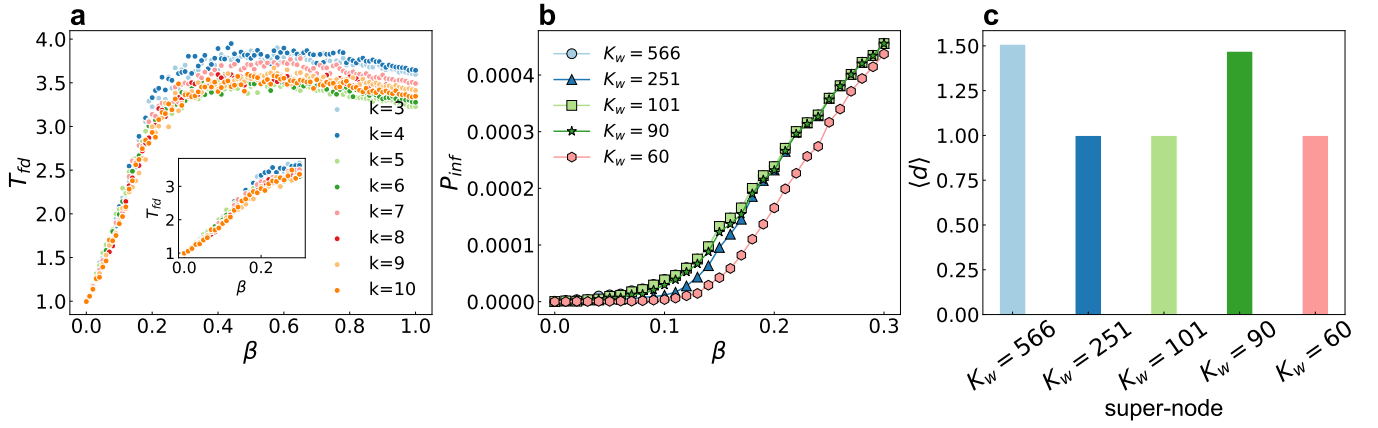 a
4.0
3.5
3.0
2.5
2.0
1.5
1.0
T_fd
0.0 0.2 0.4 0.6 0.8 1.0
β
k=3
k=4
k=5
k=6
k=7
k=8
k=9
k=10
3
2
1
T_fd
0.0 0.2
β
b
0.0004
0.0003
0.0002
0.0001
0.0000
P_inf
0.0 0.1 0.2 0.3
β
K_w = 566
K_w = 251
K_w = 101
K_w = 90
K_w = 60
c
1.50
1.25
1.00
0.75
0.50
0.25
0.00
⟨d⟩
K_w = 566
K_w = 251
K_w = 101
K_w = 90
K_w = 60
super-node